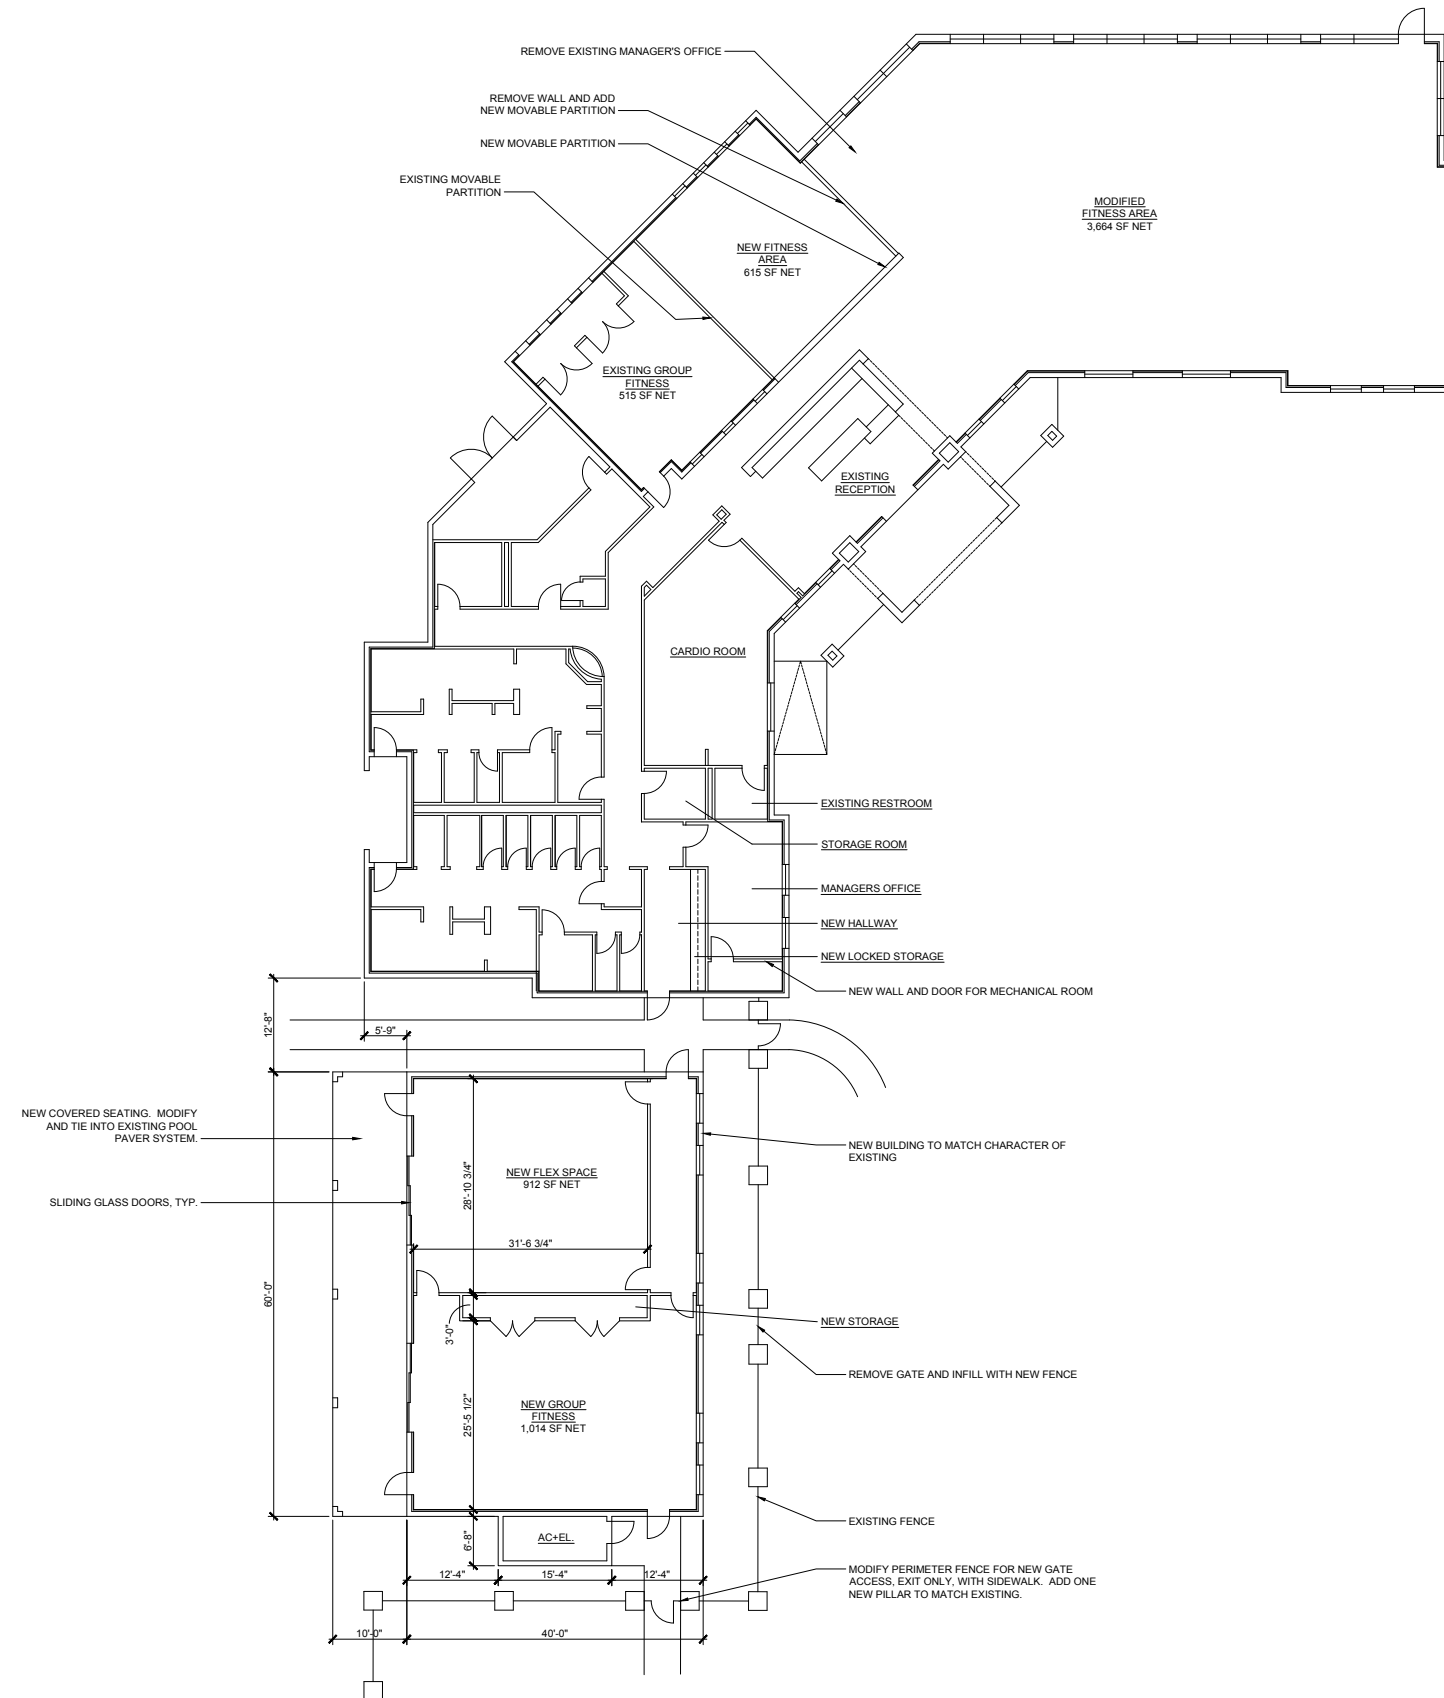 REMOVE EXISTING MANAGER'S OFFICE
REMOVE WALL AND ADD
NEW MOVABLE PARTITION
NEW MOVABLE PARTITION
EXISTING MOVABLE
PARTITION
MODIFIED
FITNESS AREA
3,664 SF NET
NEW FITNESS
AREA
615 SF NET
EXISTING GROUP
FITNESS
515 SF NET
EXISTING
RECEPTION
CARDIO ROOM
EXISTING RESTROOM
STORAGE ROOM
MANAGERS OFFICE
NEW HALLWAY
NEW LOCKED STORAGE
NEW WALL AND DOOR FOR MECHANICAL ROOM
12'-8"
5'-9"
NEW COVERED SEATING. MODIFY
AND TIE INTO EXISTING POOL
PAVER SYSTEM.
NEW BUILDING TO MATCH CHARACTER OF
EXISTING
NEW FLEX SPACE
912 SF NET
28'-10 3/4"
SLIDING GLASS DOORS, TYP.
31'-6 3/4"
60'-0"
3'-0"
NEW STORAGE
REMOVE GATE AND INFILL WITH NEW FENCE
NEW GROUP
FITNESS
1,014 SF NET
25'-5 1/2"
EXISTING FENCE
AC+EL.
6'-8"
12'-4"
15'-4"
12'-4"
MODIFY PERIMETER FENCE FOR NEW GATE
ACCESS, EXIT ONLY, WITH SIDEWALK. ADD ONE
NEW PILLAR TO MATCH EXISTING.
10'-0"
40'-0"